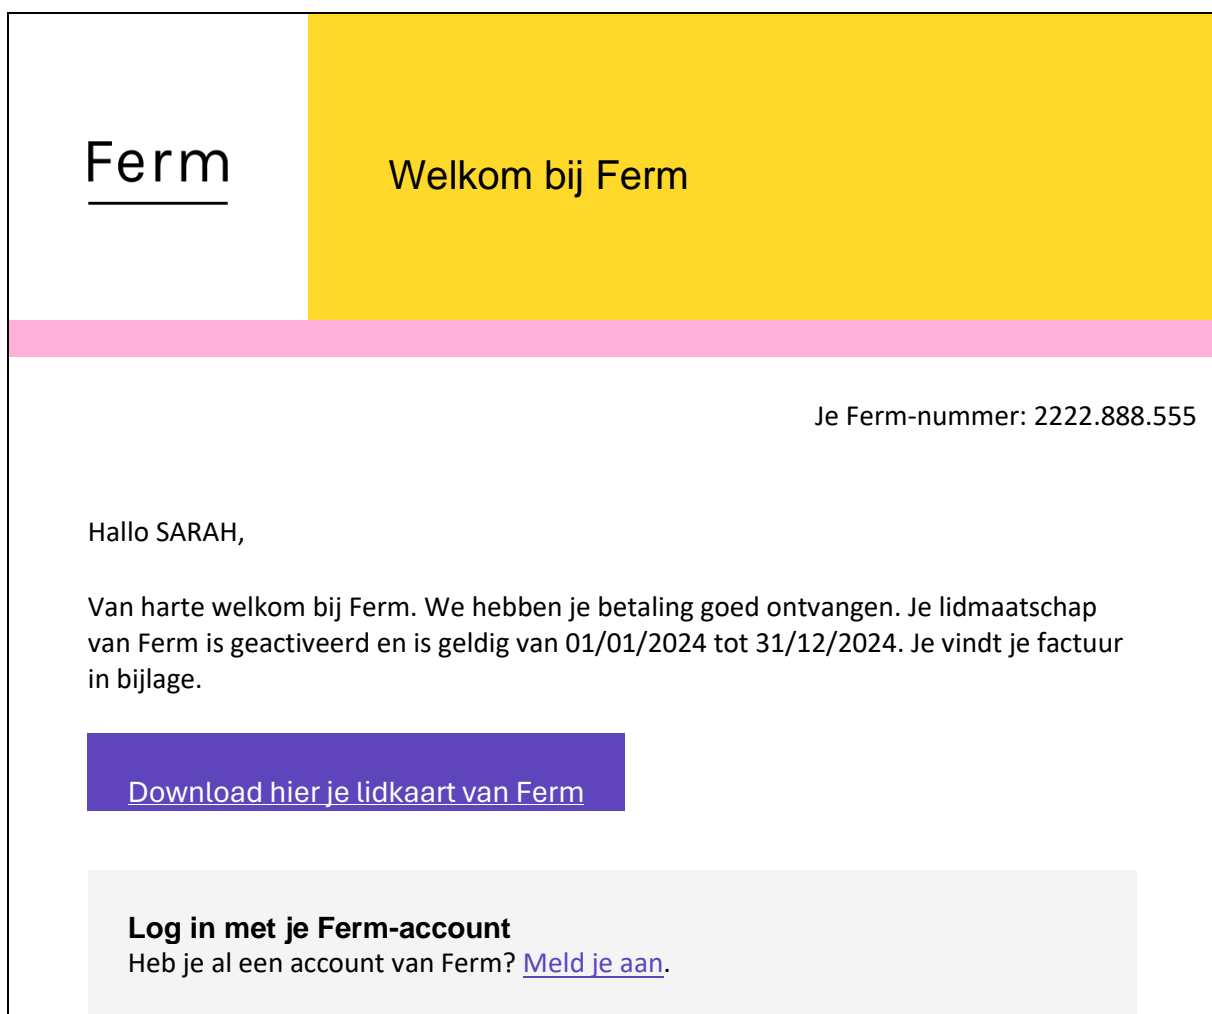 Ferm
Welkom bij Ferm
Je Ferm-nummer: 2222.888.555
Hallo SARAH,
Van harte welkom bij Ferm. We hebben je betaling goed ontvangen. Je lidmaatschap
van Ferm is geactiveerd en is geldig van 01/01/2024 tot 31/12/2024. Je vindt je factuur
in bijlage.
Download hier je lidkaart van Ferm
Log in met je Ferm-account
Heb je al een account van Ferm? Meld je aan.